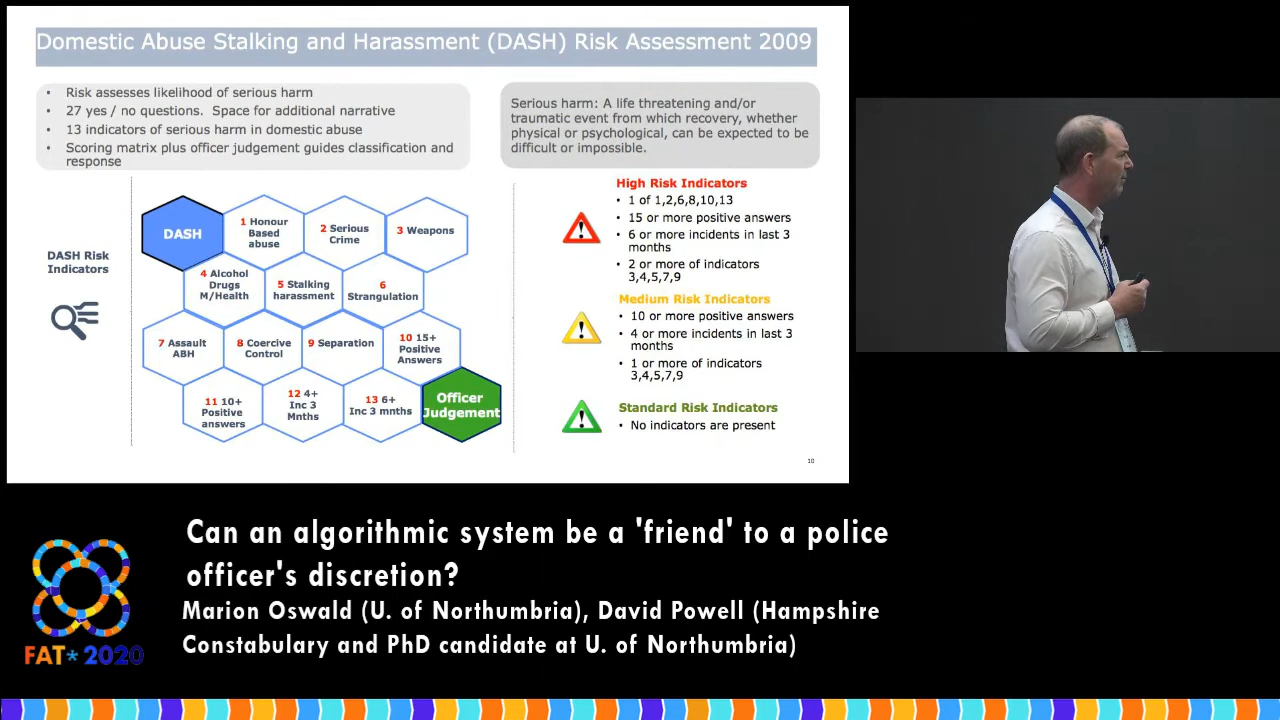 Domestic Abuse Stalking and Harassment (DASH) Risk Assessment 2009
• Risk assesses likelihood of serious harm
• 27 yes / no questions. Space for additional narrative
• 13 indicators of serious harm in domestic abuse
• Scoring matrix plus officer judgement guides classification and
response
Serious harm: A life threatening and/or
traumatic event from which recovery, whether
physical or psychological, can be expected to be
difficult or impossible.
DASH Risk
Indicators
DASH
1 Honour
Based
abuse
2 Serious
Crime
3 Weapons
4 Alcohol
Drugs
M/Health
5 Stalking
harassment
6
Strangulation
7 Assault
ABH
8 Coercive
Control
9 Separation
10 15+
Positive
Answers
11 10+
Positive
answers
12 4+
Inc 3
Mnths
13 6+
Inc 3 mnths
Officer
Judgement
High Risk Indicators
• 1 of 1,2,6,8,10,13
• 15 or more positive answers
• 6 or more incidents in last 3
months
• 2 or more of indicators
3,4,5,7,9
Medium Risk Indicators
• 10 or more positive answers
• 4 or more incidents in last 3
months
• 1 or more of indicators
3,4,5,7,9
Standard Risk Indicators
• No indicators are present
10
Can an algorithmic system be a 'friend' to a police
officer's discretion?
Marion Oswald (U. of Northumbria), David Powell (Hampshire
Constabulary and PhD candidate at U. of Northumbria)
FAT* 2020